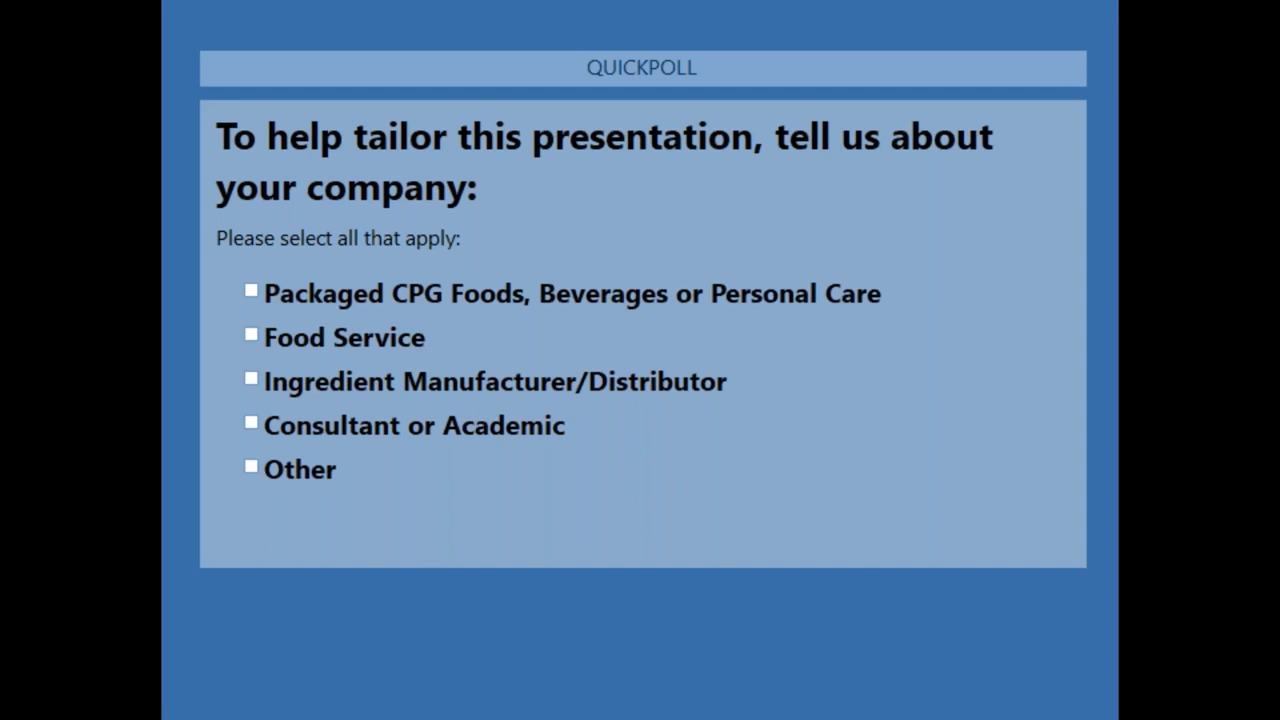 QUICKPOLL
To help tailor this presentation, tell us about
your company:
Please select all that apply:
Packaged CPG Foods, Beverages or Personal Care
Food Service
Ingredient Manufacturer/Distributor
Consultant or Academic
Other